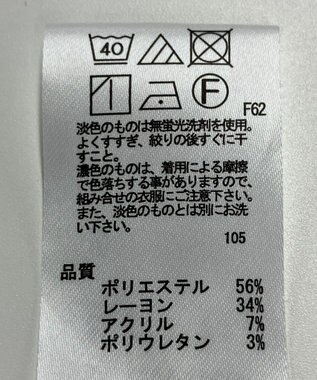 40
F F62
淡色のものは無蛍光洗剤を使用。
よくすすぎ、絞りの後すぐに干
すこと。
濃色のものは、着用による摩擦
で色落ちする事がありますので、
組み合せの衣服にご注意下さい。
また、淡色のものとは別にお洗
い下さい。
105
品質
ポリエステル 56%
レーヨン 34%
アクリル 7%
ポリウレタン 3%